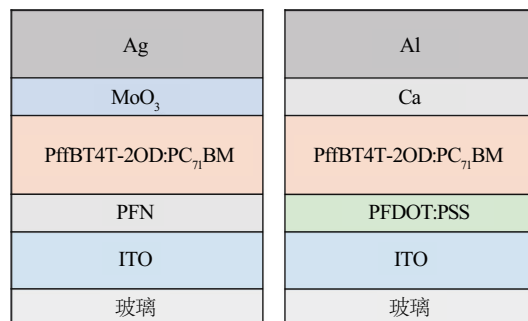 Ag
MoO₃
PffBT4T-2OD:PC₇₁BM
PFN
ITO
玻璃
Al
Ca
PffBT4T-2OD:PC₇₁BM
PFDOT:PSS
ITO
玻璃